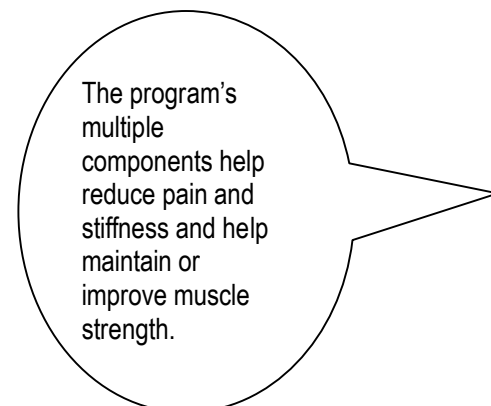 The program’s
multiple
components help
reduce pain and
stiffness and help
maintain or
improve muscle
strength.